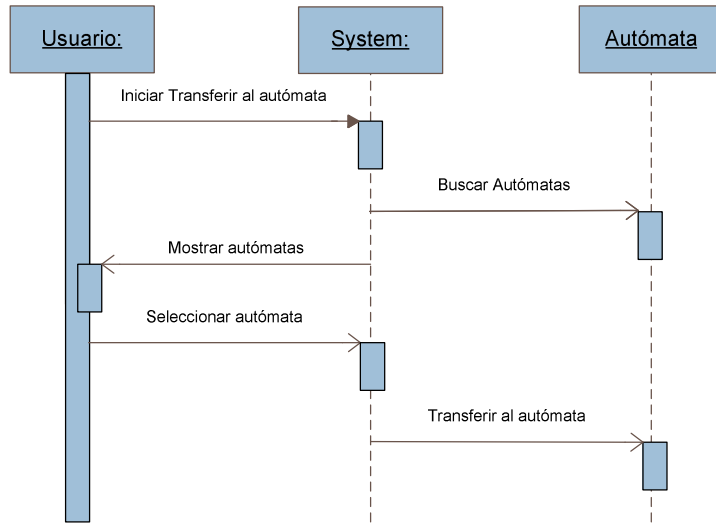 Usuario:
System:
Autómata
Iniciar Transferir al autómata
Buscar Autómatas
Mostrar autómatas
Seleccionar autómata
Transferir al autómata